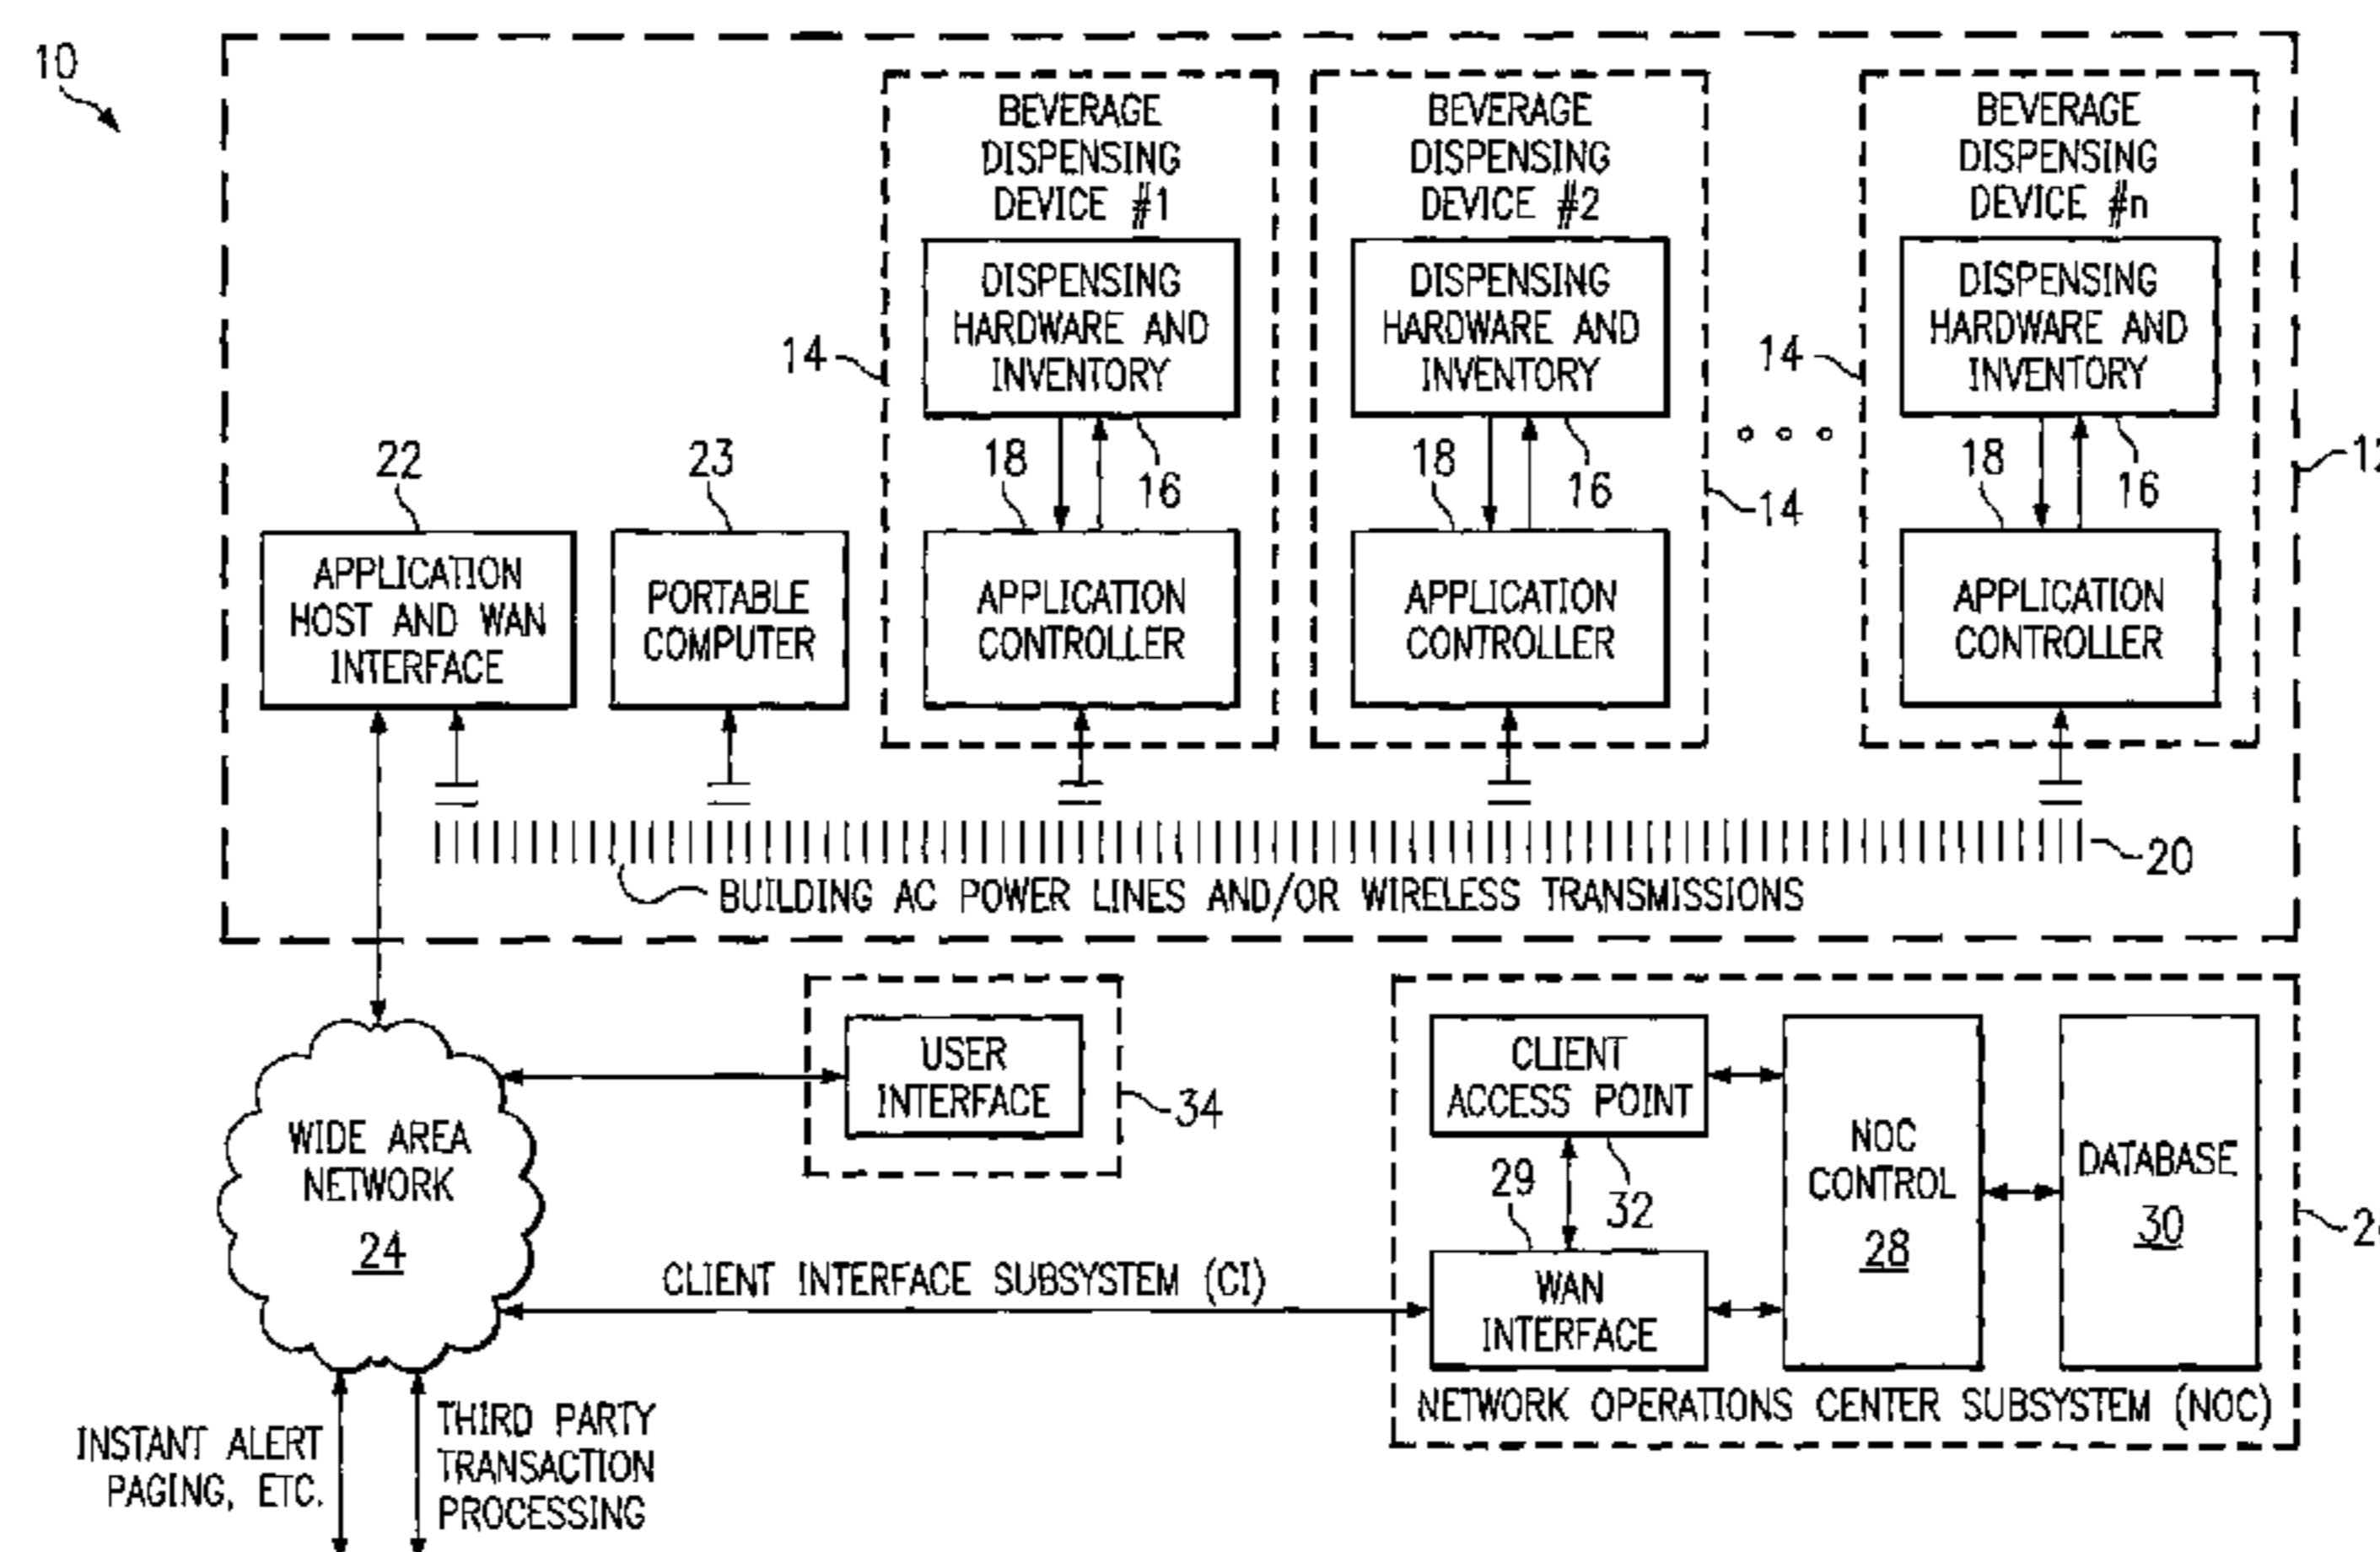 10
BEVERAGE
DISPENSING
DEVICE #1
BEVERAGE
DISPENSING
DEVICE #2
BEVERAGE
DISPENSING
DEVICE #n
DISPENSING
HARDWARE AND
INVENTORY
DISPENSING
HARDWARE AND
INVENTORY
DISPENSING
HARDWARE AND
INVENTORY
14
14
14
22
23
18
16
18
16
18
16
APPLICATION
HOST AND WAN
INTERFACE
PORTABLE
COMPUTER
APPLICATION
CONTROLLER
APPLICATION
CONTROLLER
APPLICATION
CONTROLLER
20
BUILDING AC POWER LINES AND/OR WIRELESS TRANSMISSIONS
USER
INTERFACE
34
WIDE AREA
NETWORK
24
CLIENT INTERFACE SUBSYSTEM (CI)
CLIENT
ACCESS POINT
29
32
WAN
INTERFACE
NOC
CONTROL
28
DATABASE
30
NETWORK OPERATIONS CENTER SUBSYSTEM (NOC)
INSTANT ALERT
PAGING, ETC.
THIRD PARTY
TRANSACTION
PROCESSING